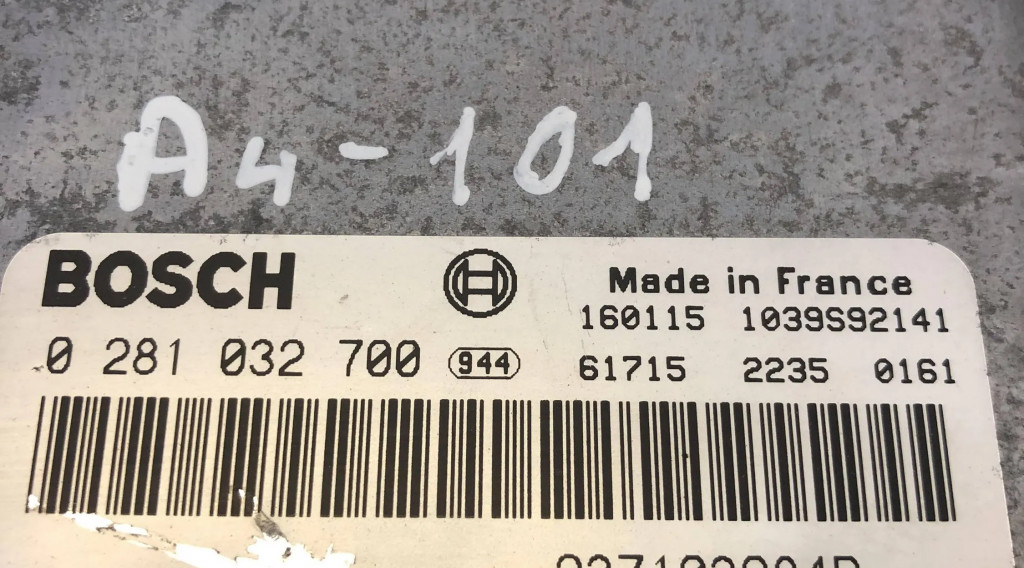 A4-101
BOSCH
Made in France
160115 1039S92141
0 281 032 700 944
61715 2235 0161